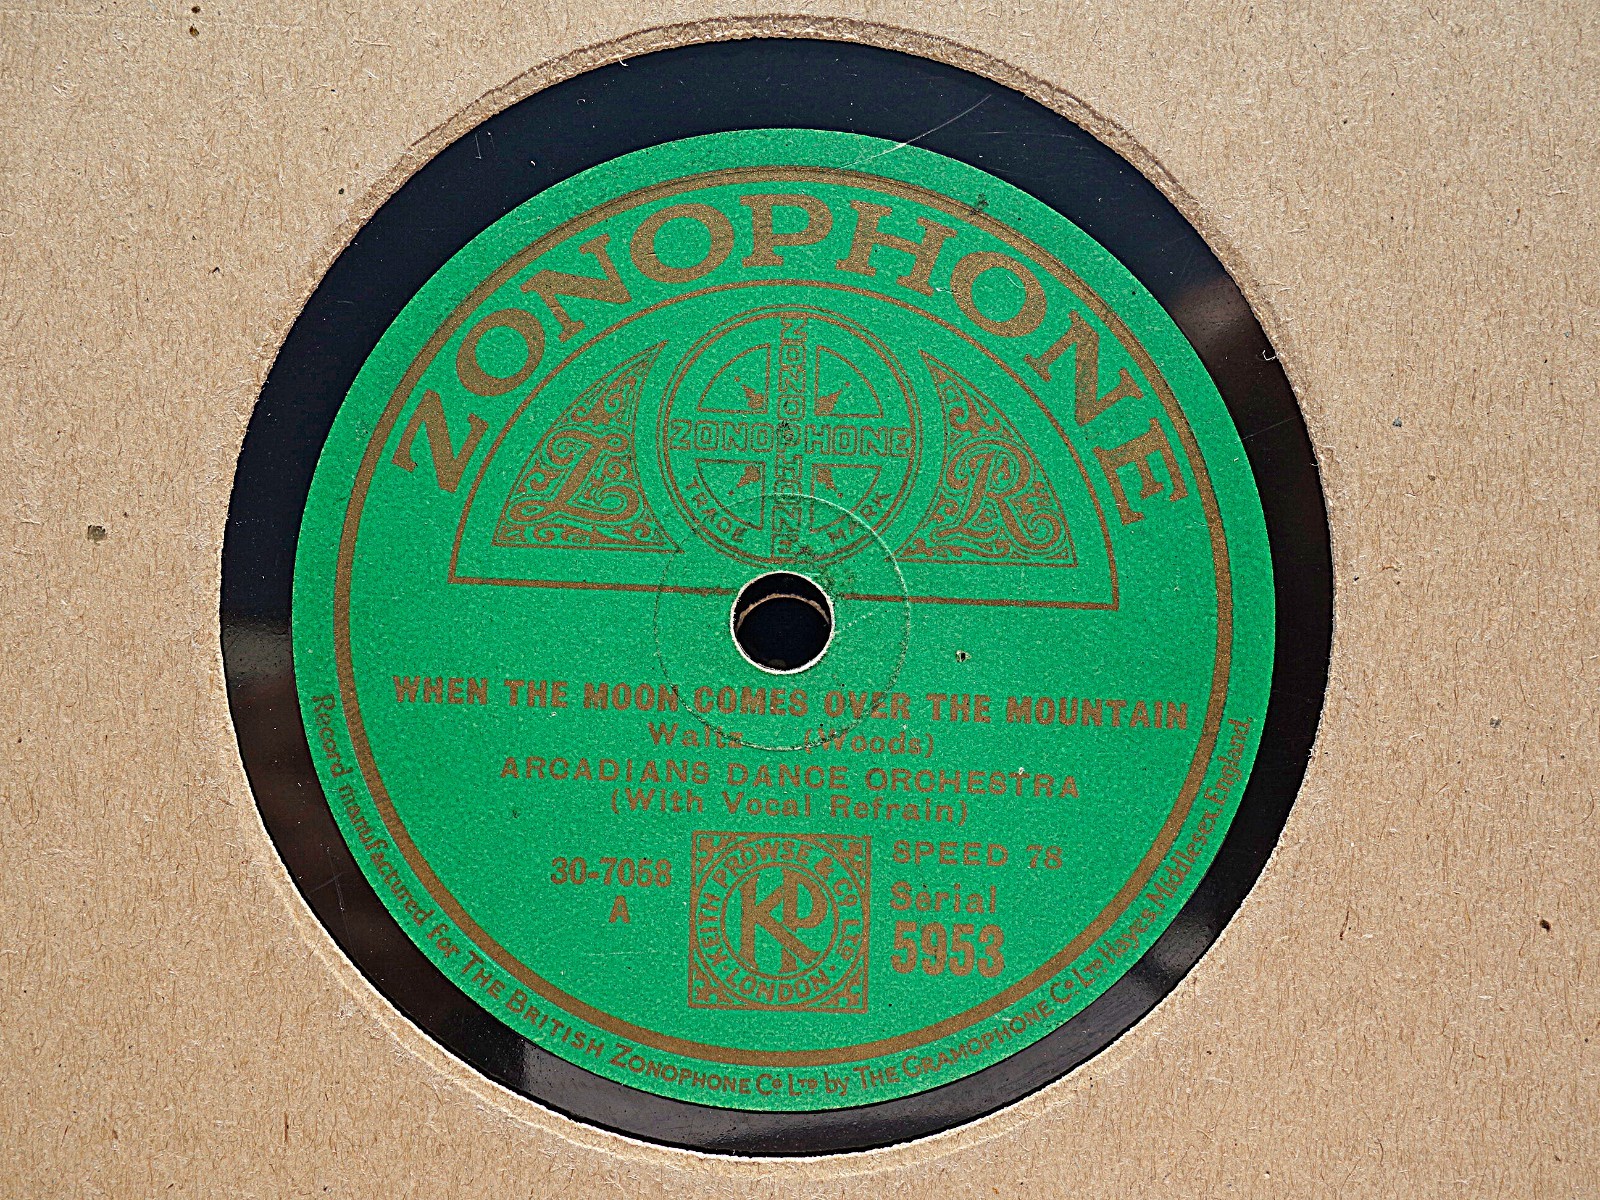 ZONOPHONE
L R
ZONOPHONE
ZONOPHONE
TRADE MARK
WHEN THE MOON COMES OVER THE MOUNTAIN
Waltz (Woods)
ARCADIANS DANCE ORCHESTRA
(With Vocal Refrain)
30-7058
A
KEITH PROWSE & CO LTD
KP
LONDON
SPEED 78
Serial
5953
Record manufactured for THE BRITISH ZONOPHONE CO LTD by THE GRAMOPHONE CO LTD Hayes, Middlesex, England.